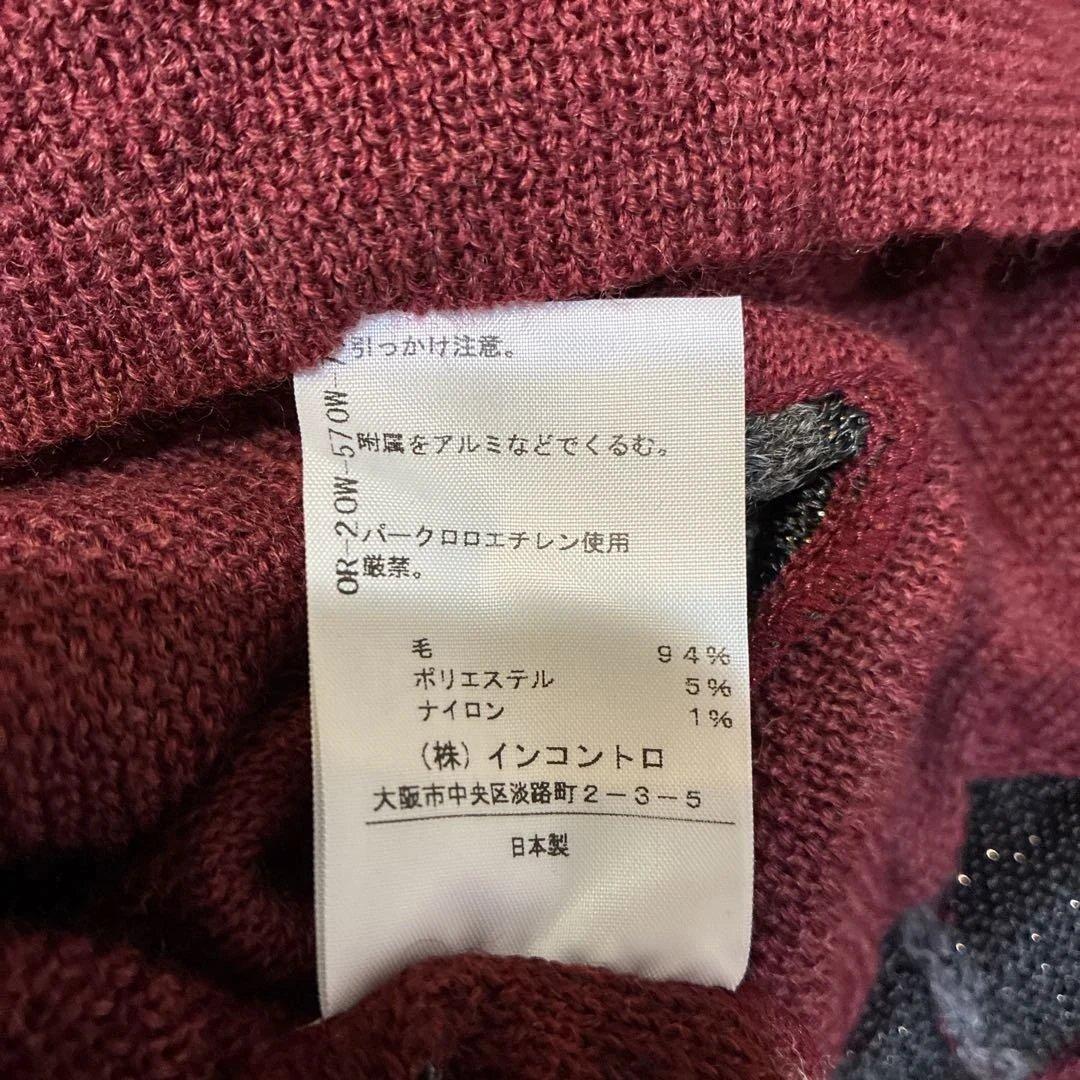 引っかけ注意。
附属をアルミなどでくるむ。
パークロロエチレン使用
厳禁。
OR-20W-570W-
毛 94%
ポリエステル 5%
ナイロン 1%
(株)インコントロ
大阪市中央区淡路町2-3-5
日本製